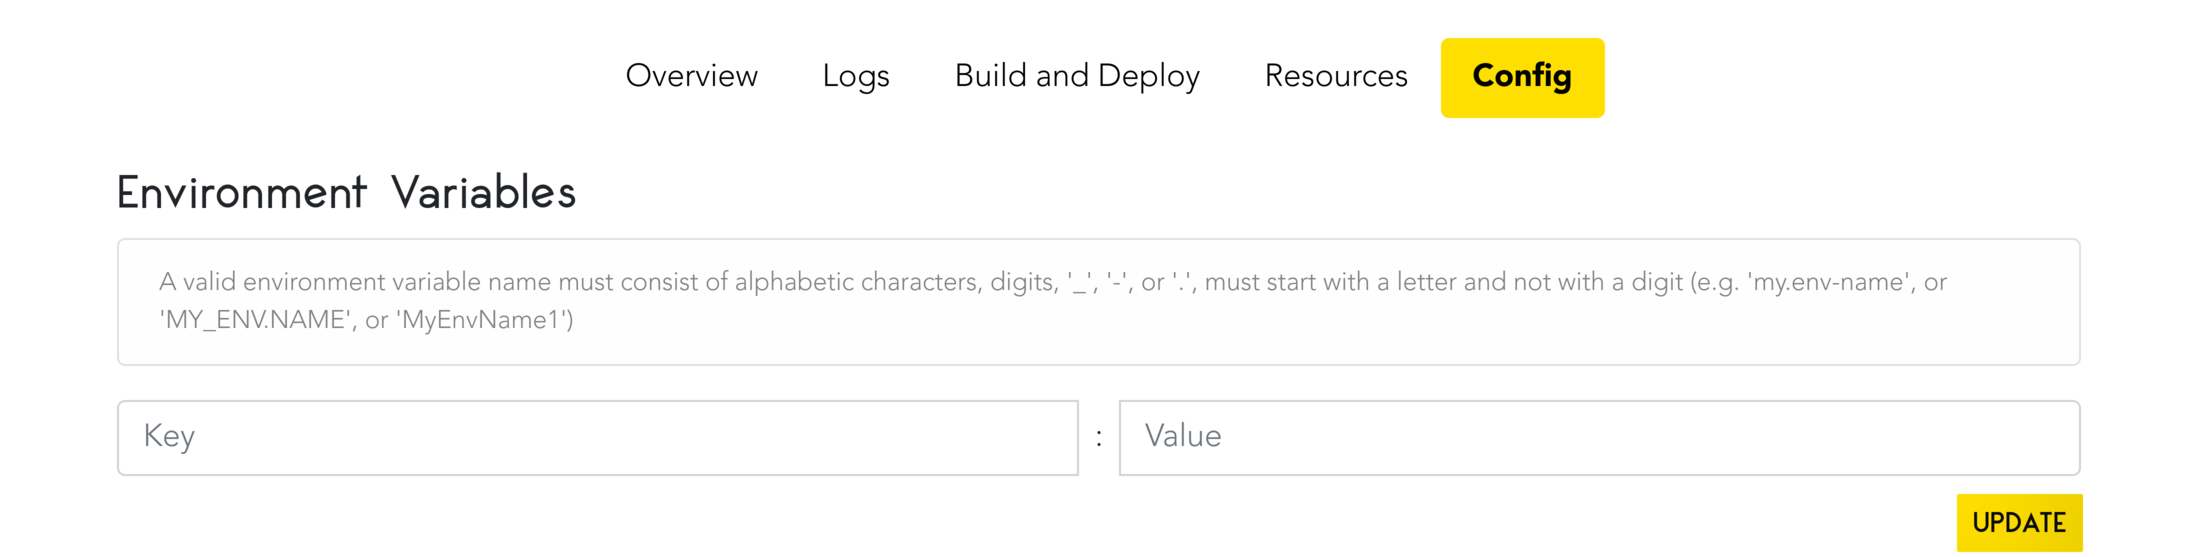 Overview Logs Build and Deploy Resources Config
Environment Variables
A valid environment variable name must consist of alphabetic characters, digits, '_', '-', or '.', must start with a letter and not with a digit (e.g. 'my.env-name', or
'MY_ENV.NAME', or 'MyEnvName1')
Key : Value
UPDATE